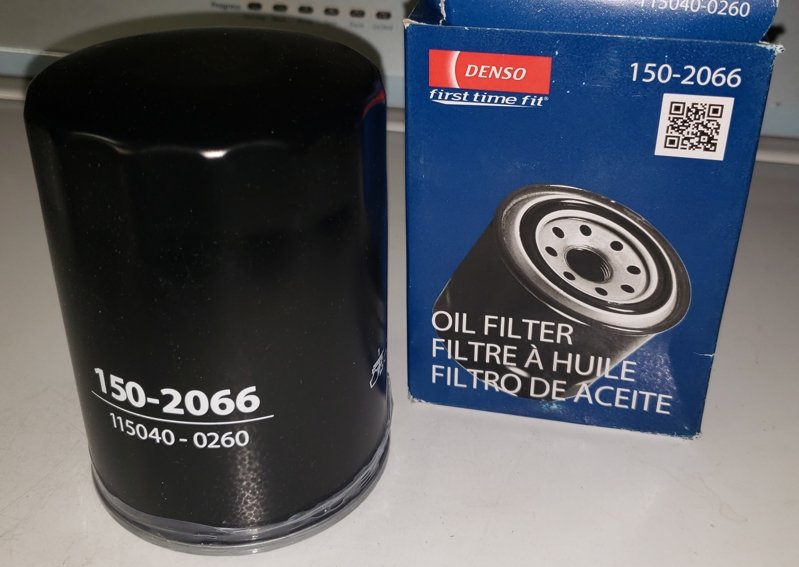 Progress
115040-0260
DENSO
first time fit®
150-2066
OIL FILTER
FILTRE À HUILE
FILTRO DE ACEITE
150-2066
115040 - 0260